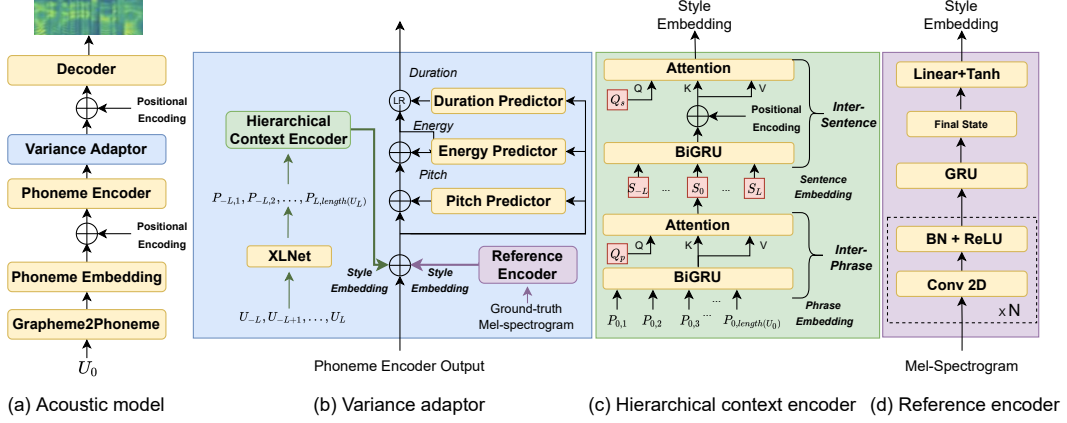 Decoder
Positional
Encoding
Variance Adaptor
Phoneme Encoder
Positional
Encoding
Phoneme Embedding
Grapheme2Phoneme
U_0
(a) Acoustic model
Duration
LR
Duration Predictor
Energy
Hierarchical
Context Encoder
Energy Predictor
Pitch
P_{-L,1}, P_{-L,2}, ..., P_{L,length(U_L)}
Pitch Predictor
XLNet
Style
Embedding
Style
Embedding
Reference
Encoder
U_{-L}, U_{-L+1}, ..., U_L
Ground-truth
Mel-spectrogram
Phoneme Encoder Output
(b) Variance adaptor
Style
Embedding
Attention
Q_s
Q
K
V
Positional
Encoding
Inter-
Sentence
BiGRU
S_{-L} ... S_0 ... S_L
Sentence
Embedding
Attention
Q_p
Q
K
V
Inter-
Phrase
BiGRU
P_{0,1} P_{0,2} P_{0,3} ... P_{0,length(U_0)}
Phrase
Embedding
(c) Hierarchical context encoder
Style
Embedding
Linear+Tanh
Final State
GRU
BN + ReLU
Conv 2D
x N
Mel-Spectrogram
(d) Reference encoder